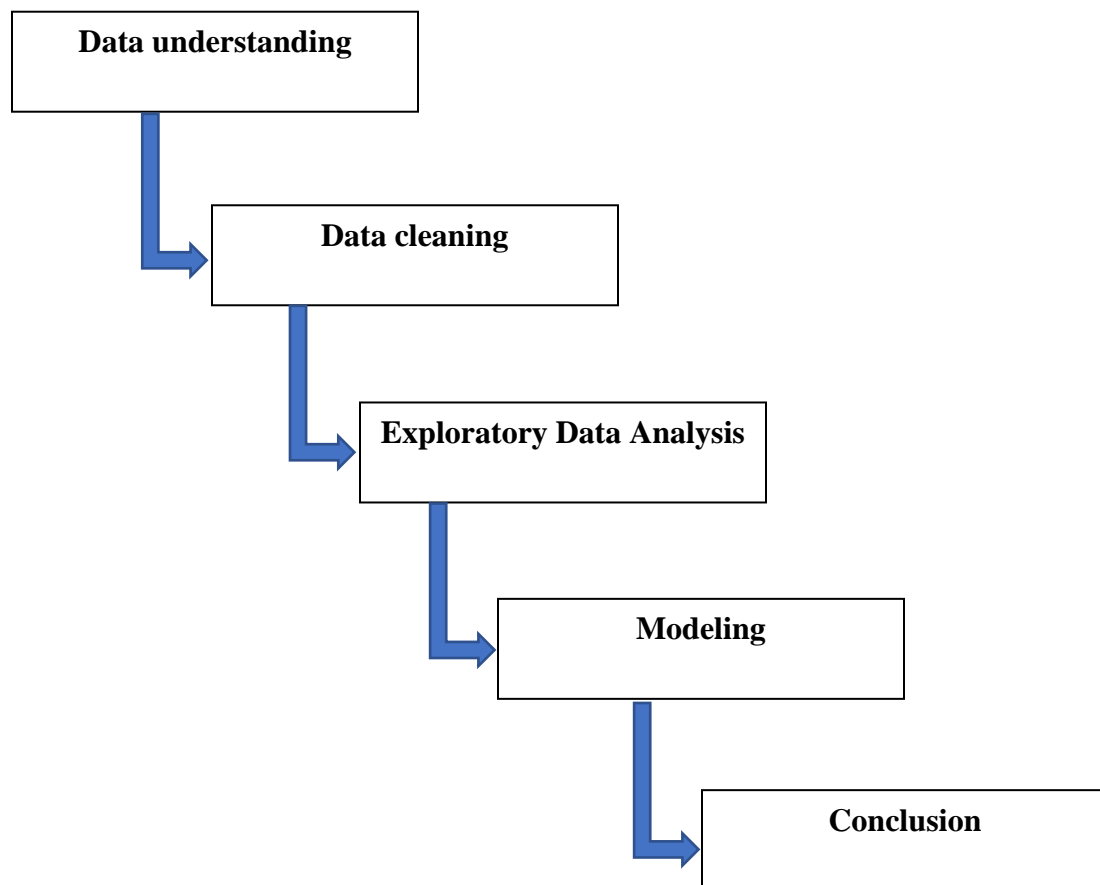 Data understanding
Data cleaning
Exploratory Data Analysis
Modeling
Conclusion